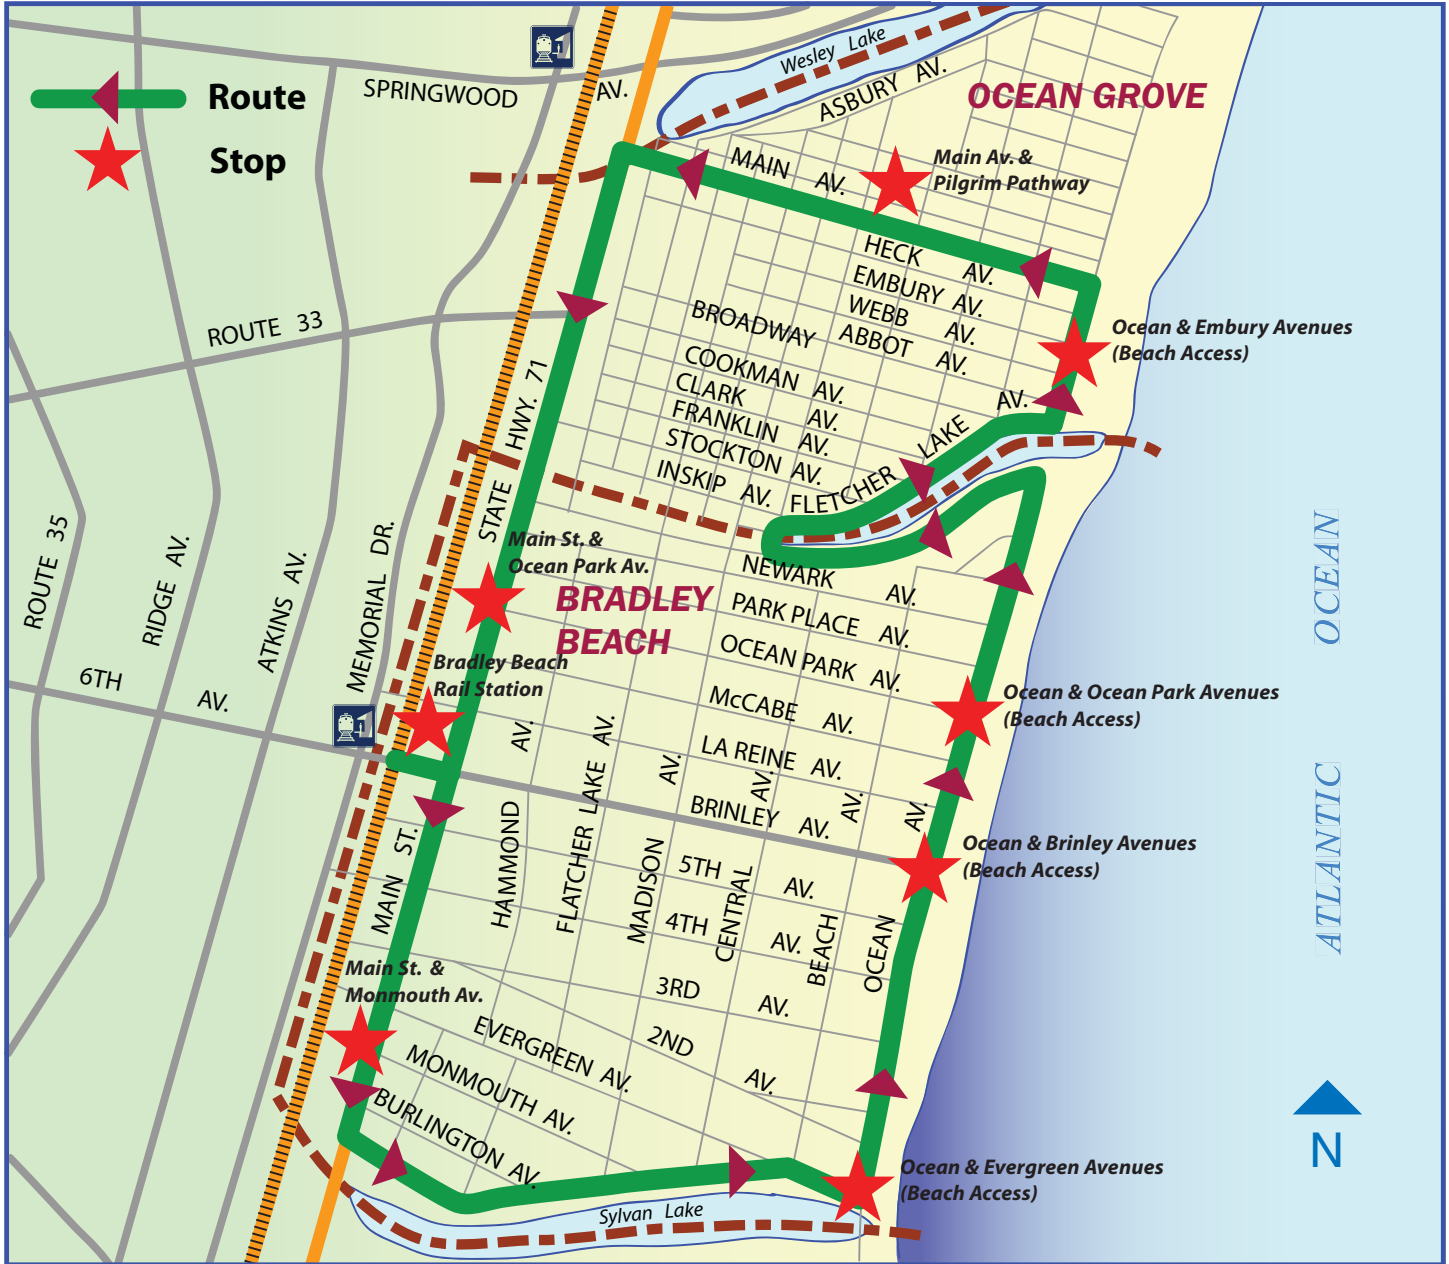 Route
Stop
SPRINGWOOD AV.
Wesley Lake
ASBURY AV.
OCEAN GROVE
MAIN AV.
Main Av. &
Pilgrim Pathway
HECK AV.
EMBURY AV.
WEBB AV.
ABBOT AV.
BROADWAY
COOKMAN AV.
CLARK AV.
FRANKLIN AV.
STOCKTON AV.
INSKIP AV.
FLETCHER LAKE AV.
Ocean & Embury Avenues
(Beach Access)
ROUTE 33
STATE HWY. 71
ROUTE 35
RIDGE AV.
ATKINS AV.
MEMORIAL DR.
6TH AV.
Main St. &
Ocean Park Av.
BRADLEY
BEACH
Bradley Beach
Rail Station
NEWARK AV.
PARK PLACE AV.
OCEAN PARK AV.
McCABE AV.
LA REINE AV.
BRINLEY AV.
Ocean & Ocean Park Avenues
(Beach Access)
Ocean & Brinley Avenues
(Beach Access)
MAIN ST.
HAMMOND AV.
FLATCHER LAKE AV.
MADISON AV.
CENTRAL AV.
BEACH AV.
OCEAN AV.
5TH AV.
4TH AV.
3RD AV.
2ND AV.
EVERGREEN AV.
MONMOUTH AV.
BURLINGTON AV.
Main St. &
Monmouth Av.
Ocean & Evergreen Avenues
(Beach Access)
Sylvan Lake
ATLANTIC OCEAN
N